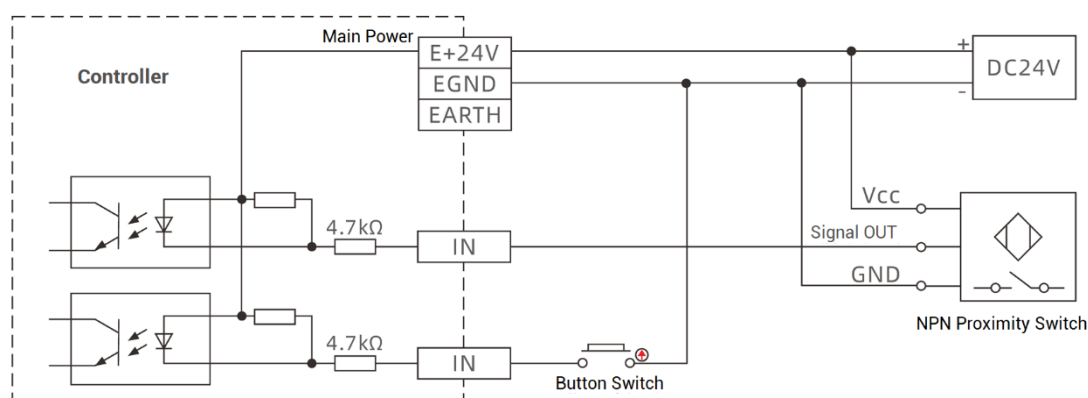 Main Power
E+24V
+
DC24V
Controller
EGND
-
EARTH
Vcc
4.7kΩ
IN
Signal OUT
GND
NPN Proximity Switch
4.7kΩ
IN
Button Switch